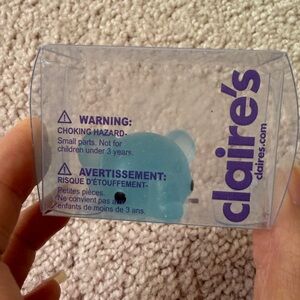 WARNING:
CHOKING HAZARD-
Small parts. Not for
children under 3 years.
AVERTISSEMENT:
RISQUE D'ÉTOUFFEMENT-
Petites pièces.
Ne convient pas aux
enfants de moins de 3 ans.
claire's
claires.com